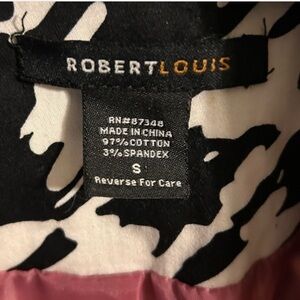 ROBERTLOUIS
RN#87348
MADE IN CHINA
97% COTTON
3% SPANDEX
S
Reverse For Care